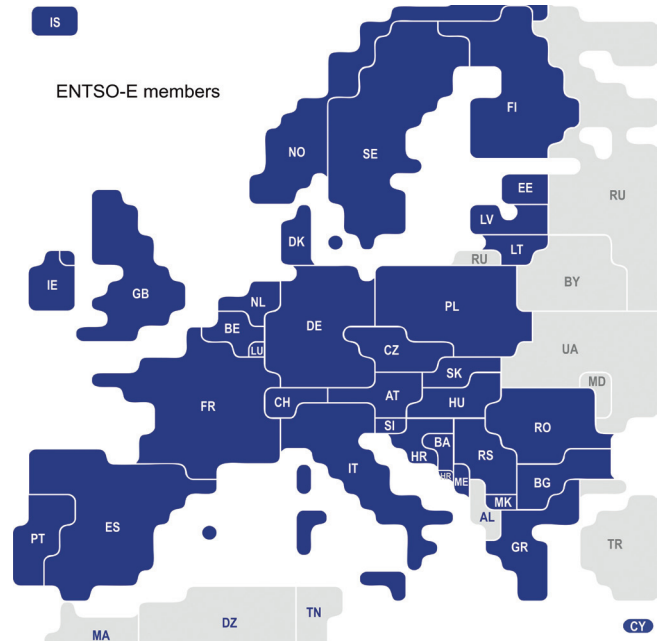 IS
ENTSO-E members
FI
NO
SE
EE
RU
LV
DK
LT
RU
IE
GB
NL
BY
PL
DE
BE
LU
CZ
UA
SK
MD
FR
CH
AT
HU
SI
RO
BA
HR
RS
IT
HR
ME
BG
MK
AL
ES
PT
GR
TR
TN
DZ
CY
MA